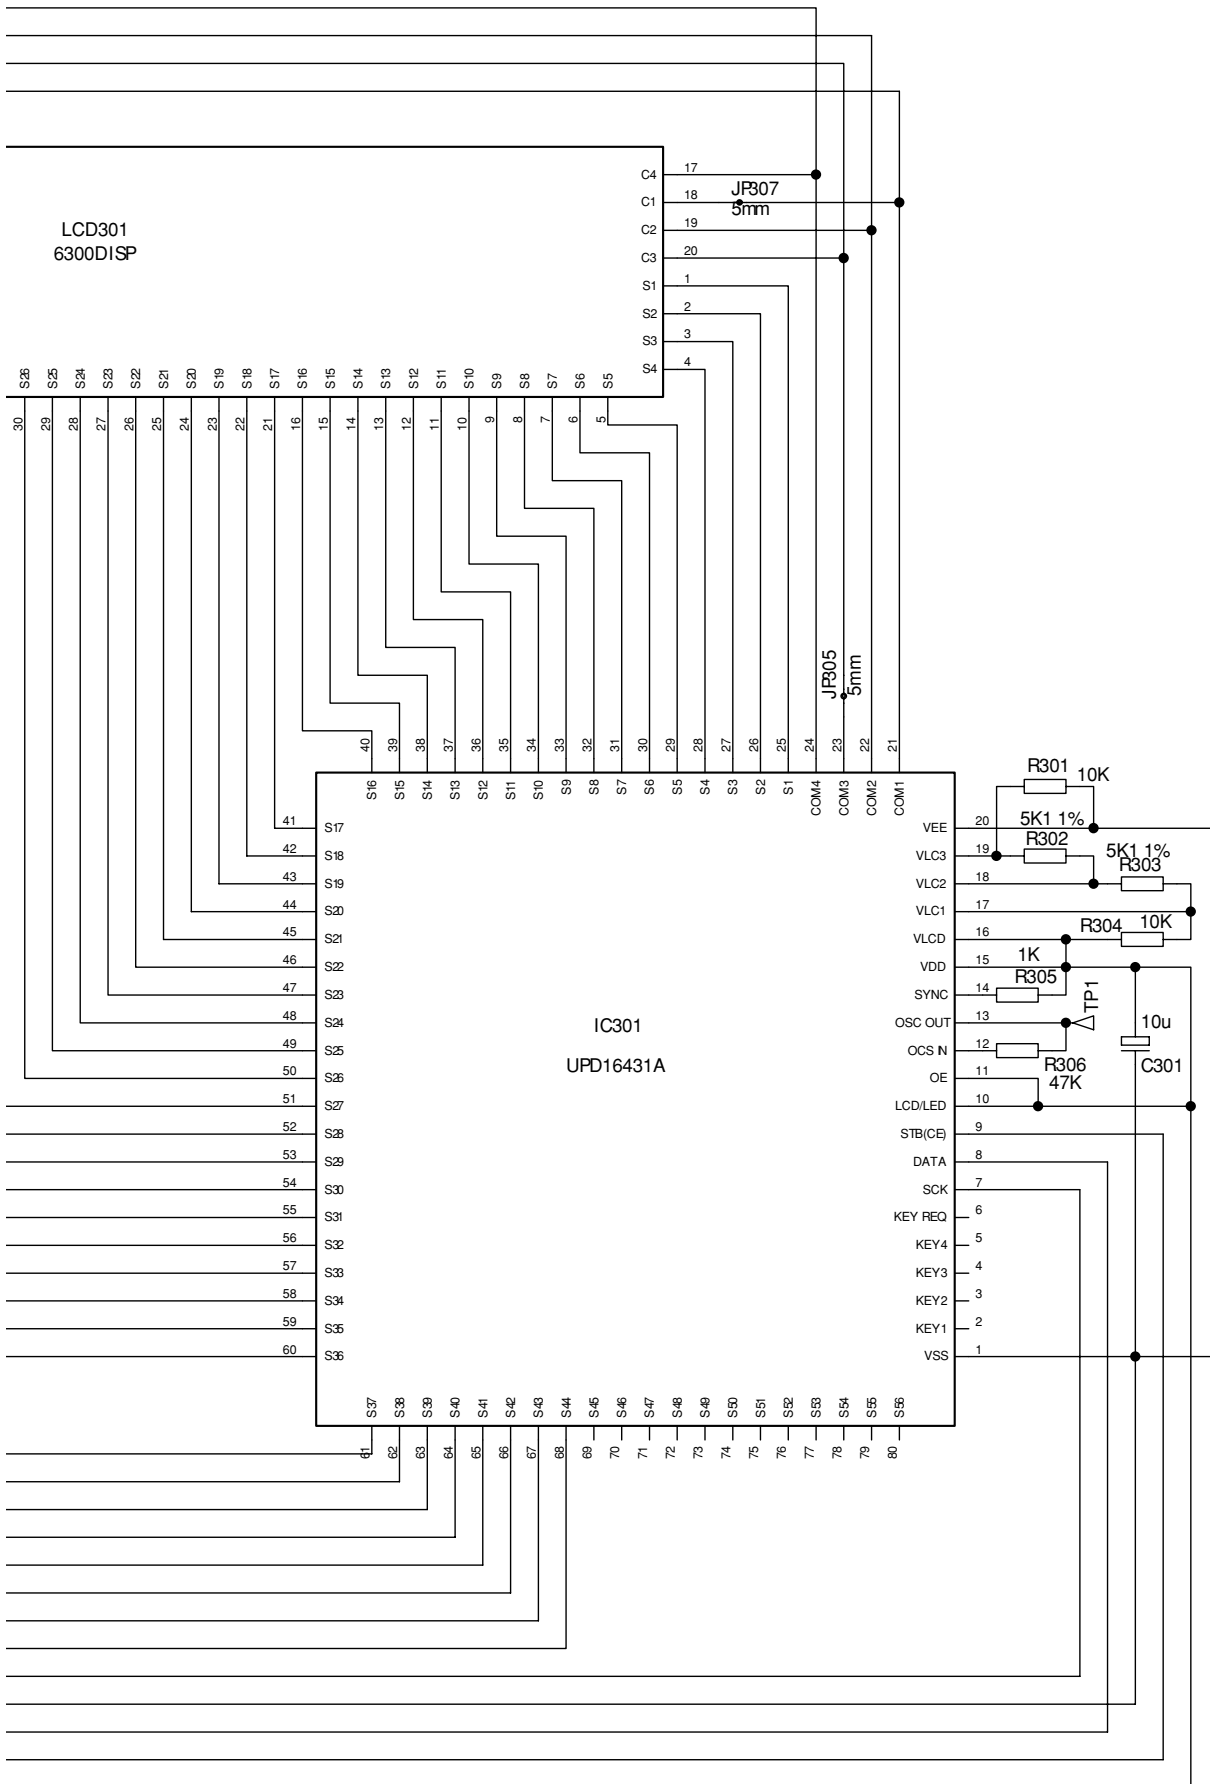 C4 17
C1 18
JP307
5mm
C2 19
C3 20
S1 1
S2 2
S3 3
S4 4
LCD301
6300DISP
S26 S25 S24 S23 S22 S21 S20 S19 S18 S17 S16 S15 S14 S13 S12 S11 S10 S9 S8 S7 S6 S5
30 29 28 27 26 25 24 23 22 21 16 15 14 13 12 11 10 9 8 7 6 5
JP305
5mm
40 39 38 37 36 35 34 33 32 31 30 29 28 27 26 25 24 23 22 21
S16 S15 S14 S13 S12 S11 S10 S9 S8 S7 S6 S5 S4 S3 S2 S1 COM4 COM3 COM2 COM1
41 S17
42 S18
43 S19
44 S20
45 S21
46 S22
47 S23
48 S24
49 S25
50 S26
51 S27
52 S28
53 S29
54 S30
55 S31
56 S32
57 S33
58 S34
59 S35
60 S36
IC301
UPD16431A
VEE 20
VLC3 19
VLC2 18
VLC1 17
VLCD 16
VDD 15
SYNC 14
OSC OUT 13
OCS IN 12
OE 11
LCD/LED 10
STB(CE) 9
DATA 8
SCK 7
KEY REQ 6
KEY4 5
KEY3 4
KEY2 3
KEY1 2
VSS 1
R301 10K
5K1 1%
R302
5K1 1%
R303
R304 10K
1K
R305
TP1
R306
47K
10u
C301
S37 S38 S39 S40 S41 S42 S43 S44 S45 S46 S47 S48 S49 S50 S51 S52 S53 S54 S55 S56
61 62 63 64 65 66 67 68 69 70 71 72 73 74 75 76 77 78 79 80